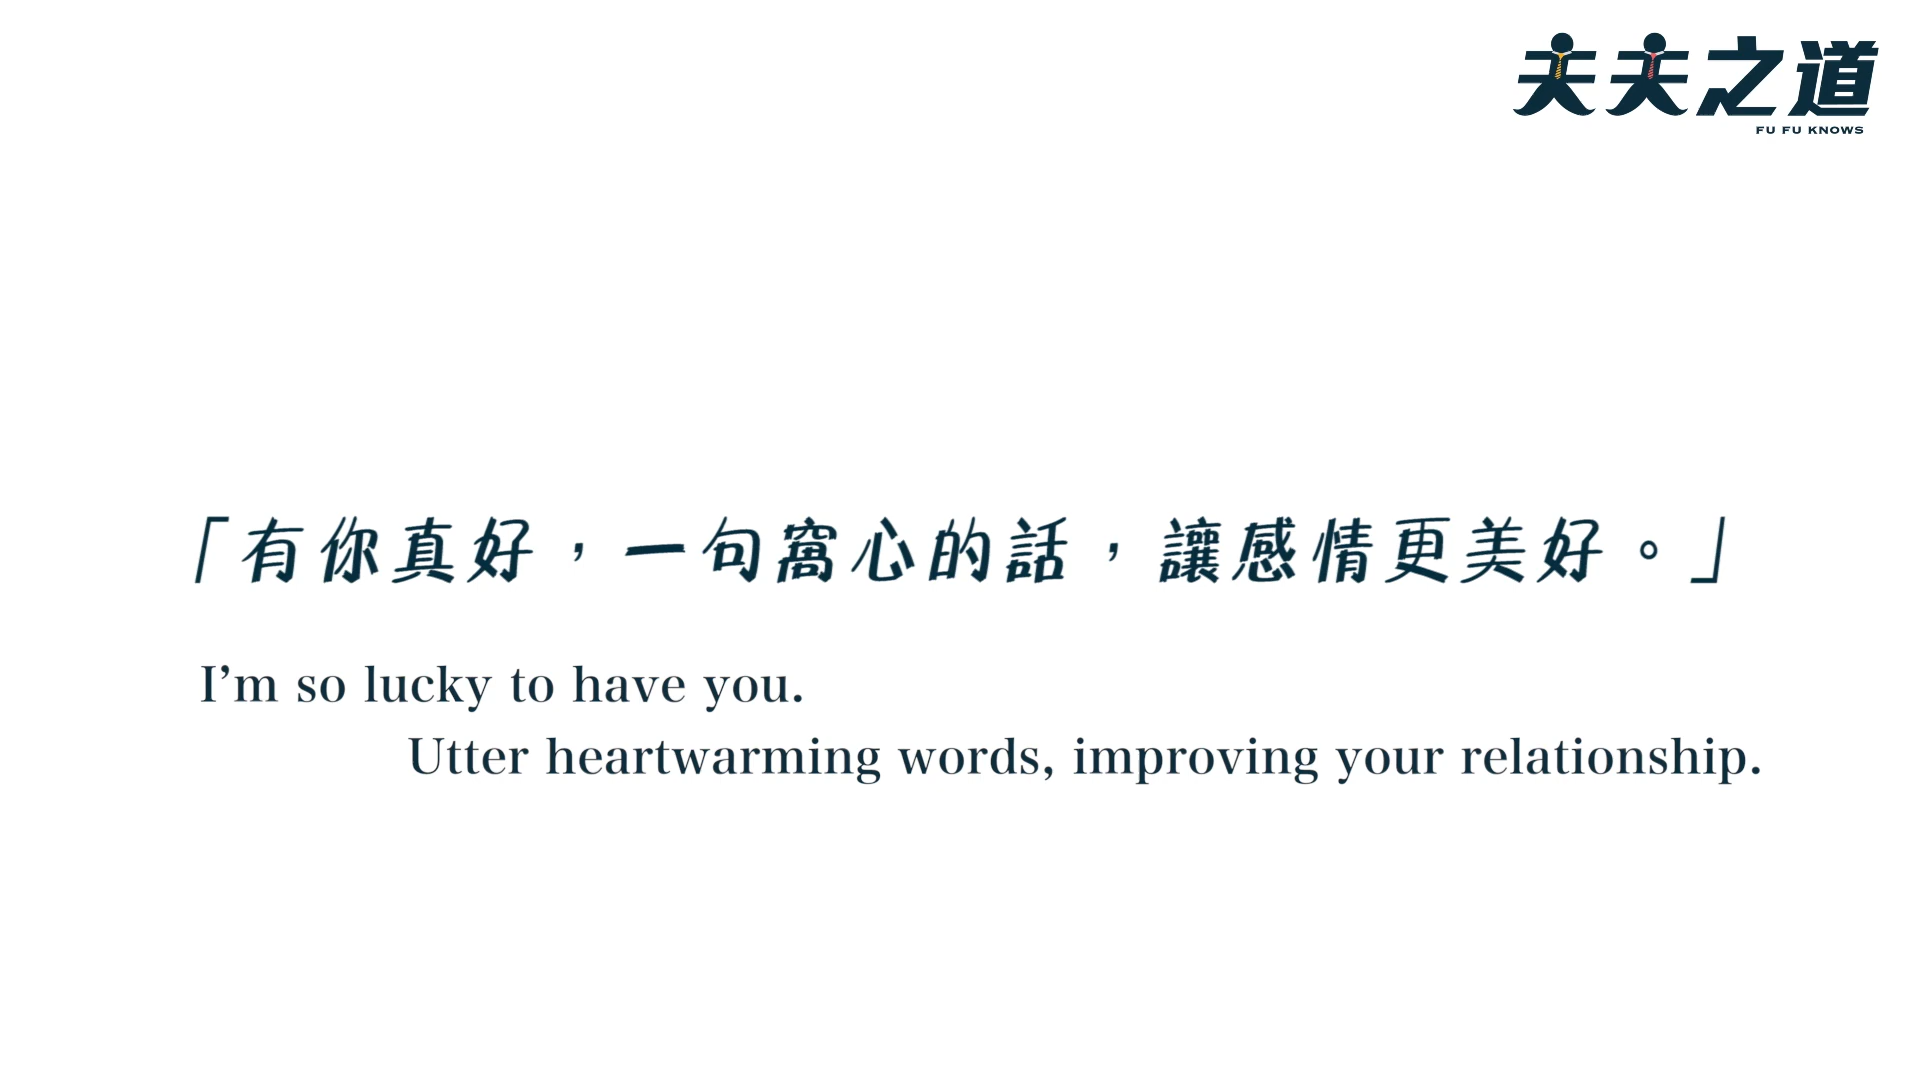 夫夫之道
FU FU KNOWS
「有你真好，一句窩心的話，讓感情更美好。」
I’m so lucky to have you.
Utter heartwarming words, improving your relationship.